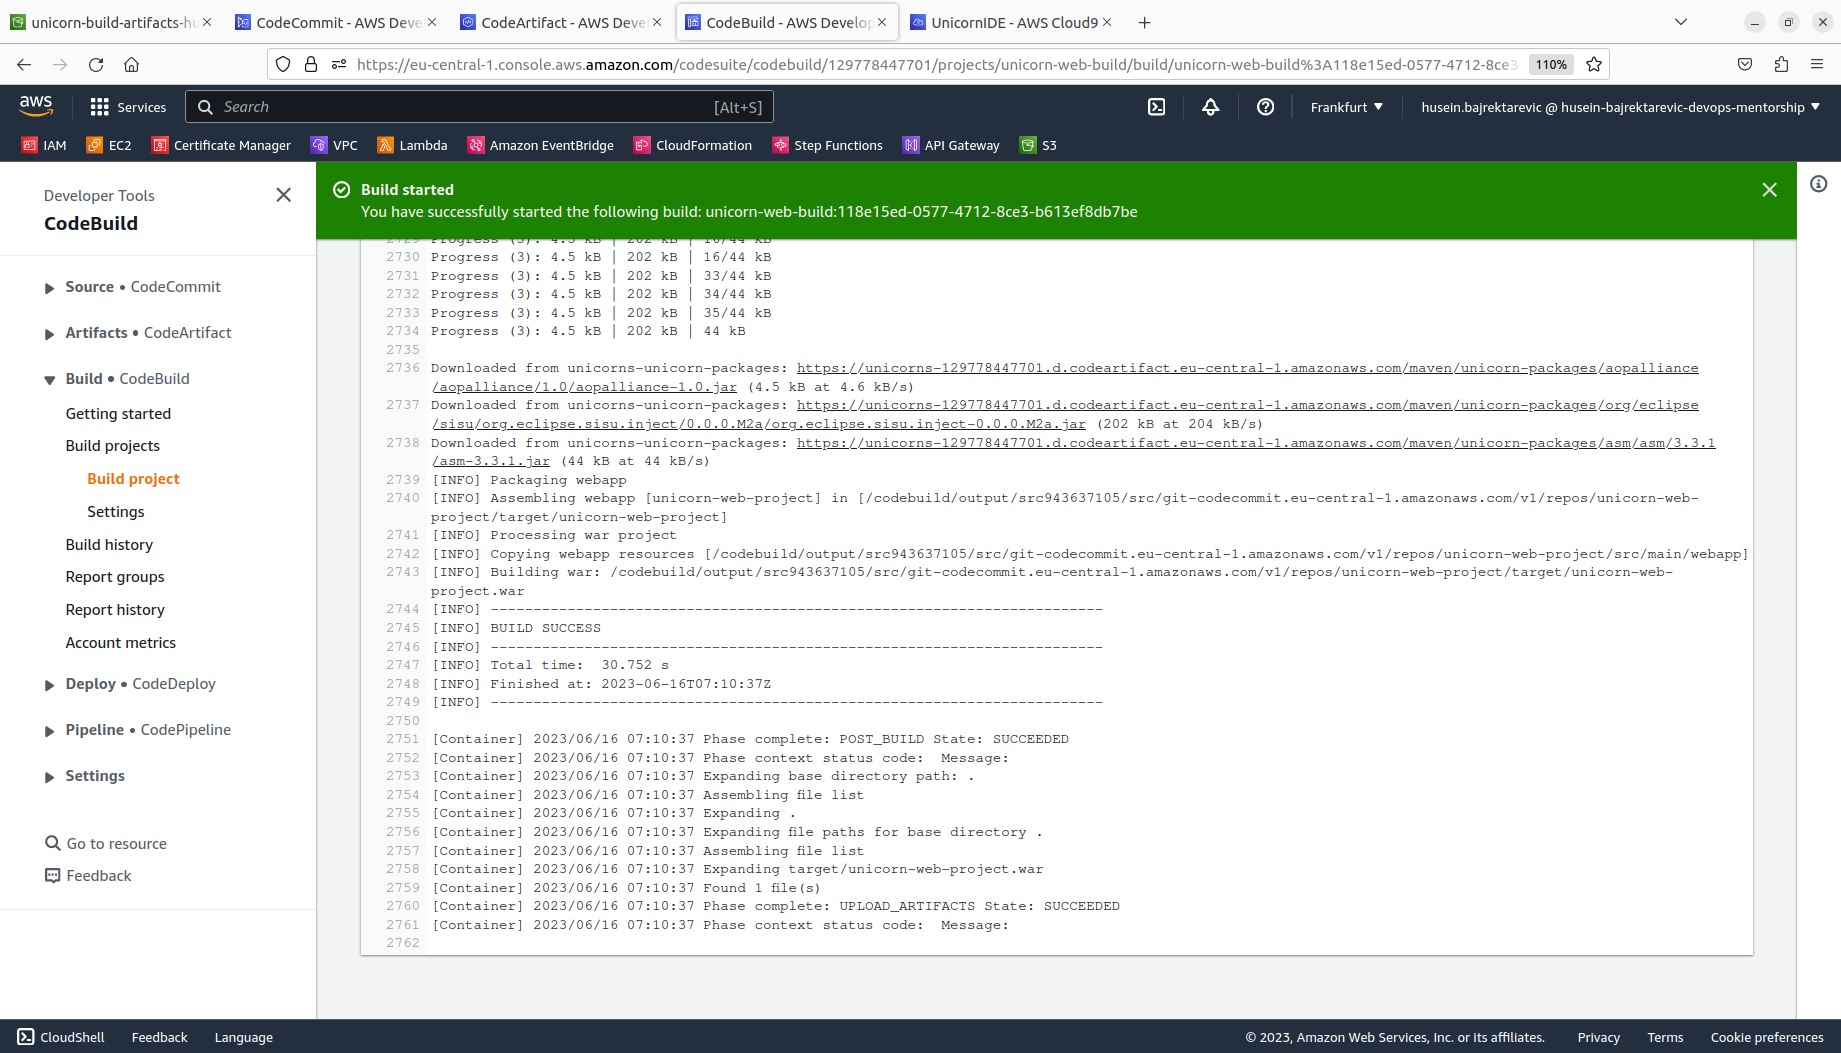 unicorn-build-artifacts-hu
CodeCommit - AWS Deve
CodeArtifact - AWS Deve
CodeBuild - AWS Develop
UnicornIDE - AWS Cloud9
https://eu-central-1.console.aws.amazon.com/codesuite/codebuild/129778447701/projects/unicorn-web-build/build/unicorn-web-build%3A118e15ed-0577-4712-8ce3
110%
aws
Services
Search
[Alt+S]
Frankfurt
husein.bajrektarevic @ husein-bajrektarevic-devops-mentorship
IAM
EC2
Certificate Manager
VPC
Lambda
Amazon EventBridge
CloudFormation
Step Functions
API Gateway
S3
Developer Tools
CodeBuild
Source • CodeCommit
Artifacts • CodeArtifact
Build • CodeBuild
Getting started
Build projects
Build project
Settings
Build history
Report groups
Report history
Account metrics
Deploy • CodeDeploy
Pipeline • CodePipeline
Settings
Go to resource
Feedback
Build started
You have successfully started the following build: unicorn-web-build:118e15ed-0577-4712-8ce3-b613ef8db7be
2729 Progress (3): 4.5 kB | 202 kB | 16/44 kB
2730 Progress (3): 4.5 kB | 202 kB | 16/44 kB
2731 Progress (3): 4.5 kB | 202 kB | 33/44 kB
2732 Progress (3): 4.5 kB | 202 kB | 34/44 kB
2733 Progress (3): 4.5 kB | 202 kB | 35/44 kB
2734 Progress (3): 4.5 kB | 202 kB | 44 kB
2735
2736 Downloaded from unicorns-unicorn-packages: https://unicorns-129778447701.d.codeartifact.eu-central-1.amazonaws.com/maven/unicorn-packages/aopalliance
/aopalliance/1.0/aopalliance-1.0.jar (4.5 kB at 4.6 kB/s)
2737 Downloaded from unicorns-unicorn-packages: https://unicorns-129778447701.d.codeartifact.eu-central-1.amazonaws.com/maven/unicorn-packages/org/eclipse
/sisu/org.eclipse.sisu.inject/0.0.0.M2a/org.eclipse.sisu.inject-0.0.0.M2a.jar (202 kB at 204 kB/s)
2738 Downloaded from unicorns-unicorn-packages: https://unicorns-129778447701.d.codeartifact.eu-central-1.amazonaws.com/maven/unicorn-packages/asm/asm/3.3.1
/asm-3.3.1.jar (44 kB at 44 kB/s)
2739 [INFO] Packaging webapp
2740 [INFO] Assembling webapp [unicorn-web-project] in [/codebuild/output/src943637105/src/git-codecommit.eu-central-1.amazonaws.com/v1/repos/unicorn-web-
project/target/unicorn-web-project]
2741 [INFO] Processing war project
2742 [INFO] Copying webapp resources [/codebuild/output/src943637105/src/git-codecommit.eu-central-1.amazonaws.com/v1/repos/unicorn-web-project/src/main/webapp]
2743 [INFO] Building war: /codebuild/output/src943637105/src/git-codecommit.eu-central-1.amazonaws.com/v1/repos/unicorn-web-project/target/unicorn-web-
project.war
2744 [INFO] ------------------------------------------------------------------------
2745 [INFO] BUILD SUCCESS
2746 [INFO] ------------------------------------------------------------------------
2747 [INFO] Total time:  30.752 s
2748 [INFO] Finished at: 2023-06-16T07:10:37Z
2749 [INFO] ------------------------------------------------------------------------
2750
2751 [Container] 2023/06/16 07:10:37 Phase complete: POST_BUILD State: SUCCEEDED
2752 [Container] 2023/06/16 07:10:37 Phase context status code:  Message:
2753 [Container] 2023/06/16 07:10:37 Expanding base directory path: .
2754 [Container] 2023/06/16 07:10:37 Assembling file list
2755 [Container] 2023/06/16 07:10:37 Expanding .
2756 [Container] 2023/06/16 07:10:37 Expanding file paths for base directory .
2757 [Container] 2023/06/16 07:10:37 Assembling file list
2758 [Container] 2023/06/16 07:10:37 Expanding target/unicorn-web-project.war
2759 [Container] 2023/06/16 07:10:37 Found 1 file(s)
2760 [Container] 2023/06/16 07:10:37 Phase complete: UPLOAD_ARTIFACTS State: SUCCEEDED
2761 [Container] 2023/06/16 07:10:37 Phase context status code:  Message:
2762
CloudShell
Feedback
Language
© 2023, Amazon Web Services, Inc. or its affiliates.
Privacy
Terms
Cookie preferences